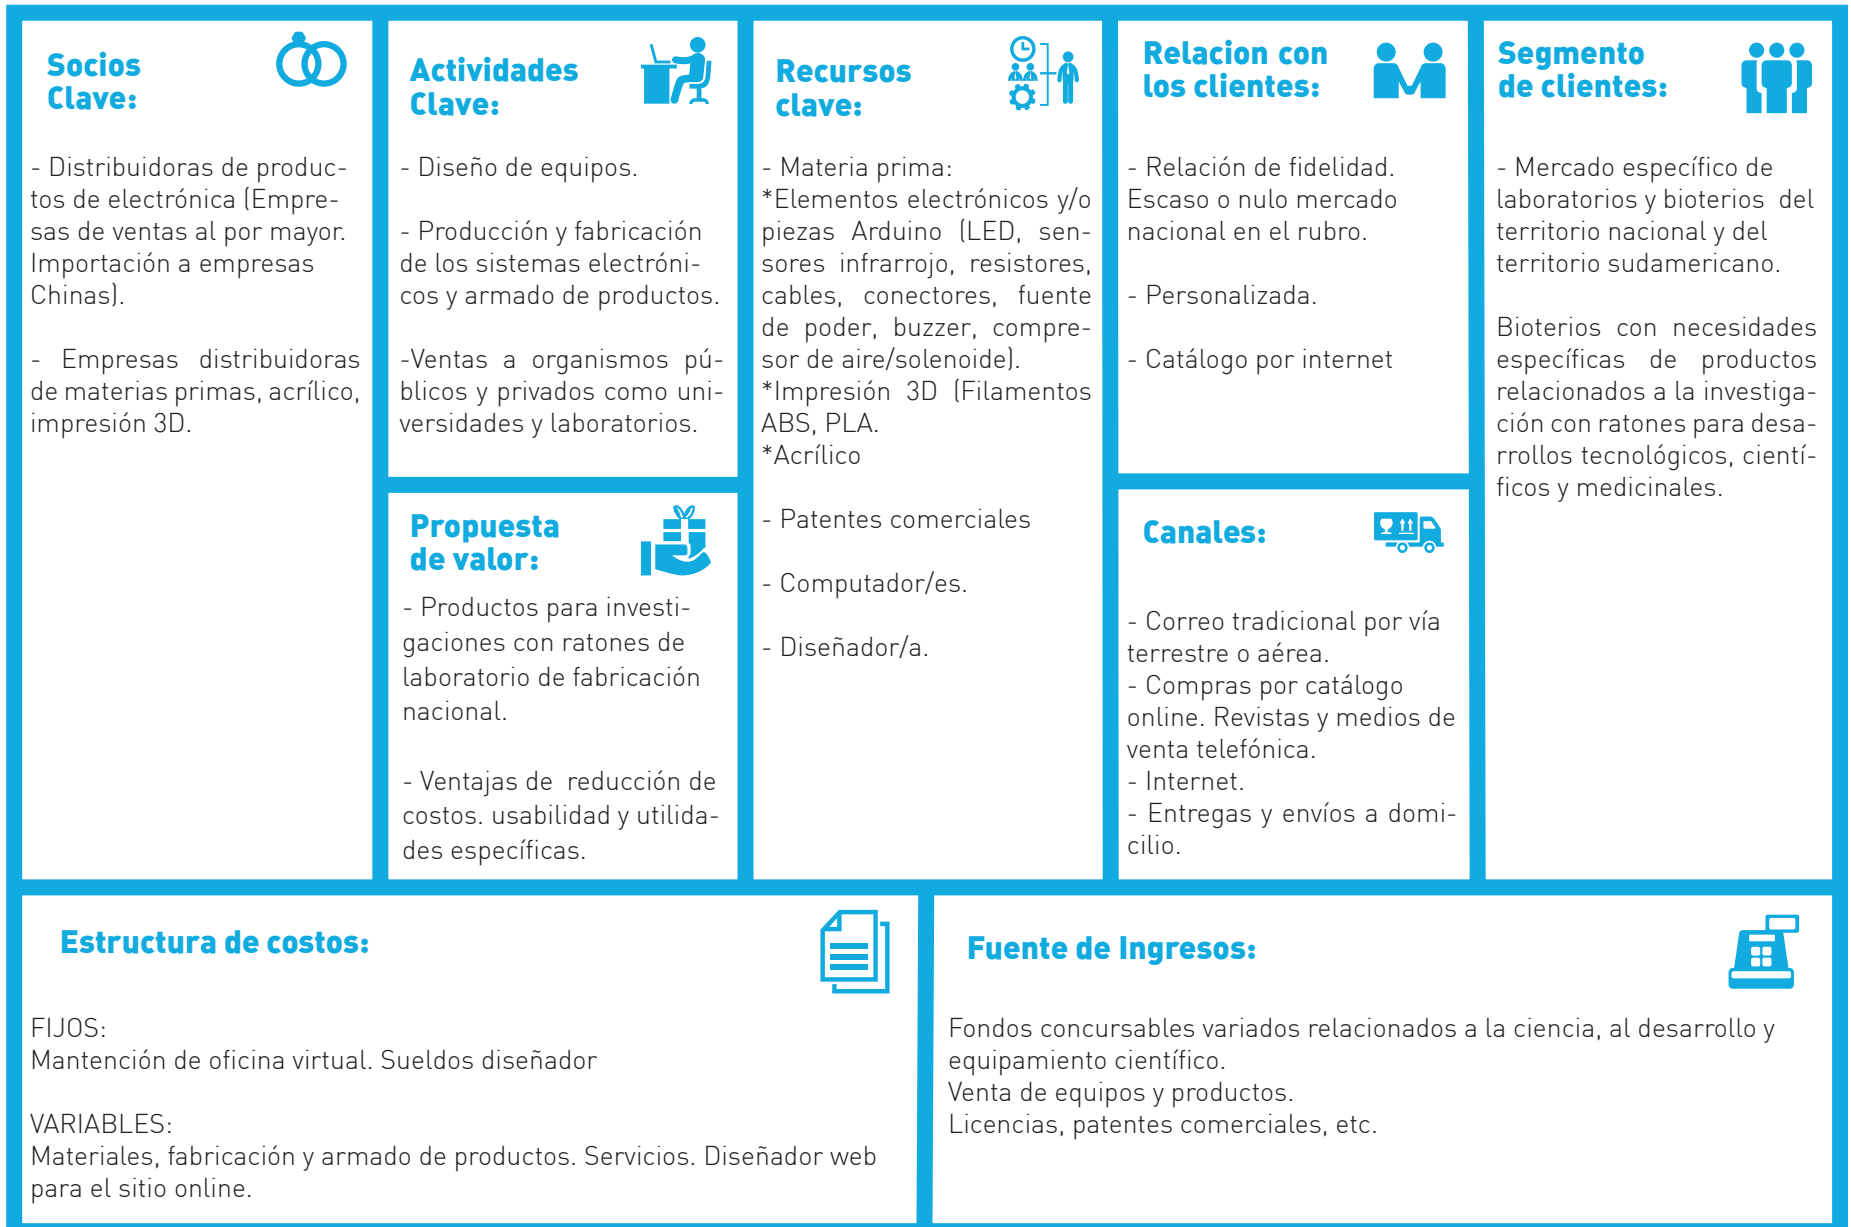 Socios
Clave:
- Distribuidoras de produc-
tos de electrónica (Empre-
sas de ventas al por mayor.
Importación a empresas
Chinas).
- Empresas distribuidoras
de materias primas, acrílico,
impresión 3D.
Actividades
Clave:
- Diseño de equipos.
- Producción y fabricación
de los sistemas electróni-
cos y armado de productos.
-Ventas a organismos pú-
blicos y privados como uni-
versidades y laboratorios.
Propuesta
de valor:
- Productos para investi-
gaciones con ratones de
laboratorio de fabricación
nacional.
- Ventajas de reducción de
costos. usabilidad y utilida-
des específicas.
Recursos
clave:
- Materia prima:
*Elementos electrónicos y/o
piezas Arduino (LED, sen-
sores infrarrojo, resistores,
cables, conectores, fuente
de poder, buzzer, compre-
sor de aire/solenoide).
*Impresión 3D (Filamentos
ABS, PLA.
*Acrílico
- Patentes comerciales
- Computador/es.
- Diseñador/a.
Relacion con
los clientes:
- Relación de fidelidad.
Escaso o nulo mercado
nacional en el rubro.
- Personalizada.
- Catálogo por internet
Canales:
- Correo tradicional por vía
terrestre o aérea.
- Compras por catálogo
online. Revistas y medios de
venta telefónica.
- Internet.
- Entregas y envíos a domi-
cilio.
Segmento
de clientes:
- Mercado específico de
laboratorios y bioterios del
territorio nacional y del
territorio sudamericano.
Bioterios con necesidades
específicas de productos
relacionados a la investiga-
ción con ratones para desa-
rrollos tecnológicos, cientí-
ficos y medicinales.
Estructura de costos:
FIJOS:
Mantención de oficina virtual. Sueldos diseñador
VARIABLES:
Materiales, fabricación y armado de productos. Servicios. Diseñador web
para el sitio online.
Fuente de Ingresos:
Fondos concursables variados relacionados a la ciencia, al desarrollo y
equipamiento científico.
Venta de equipos y productos.
Licencias, patentes comerciales, etc.